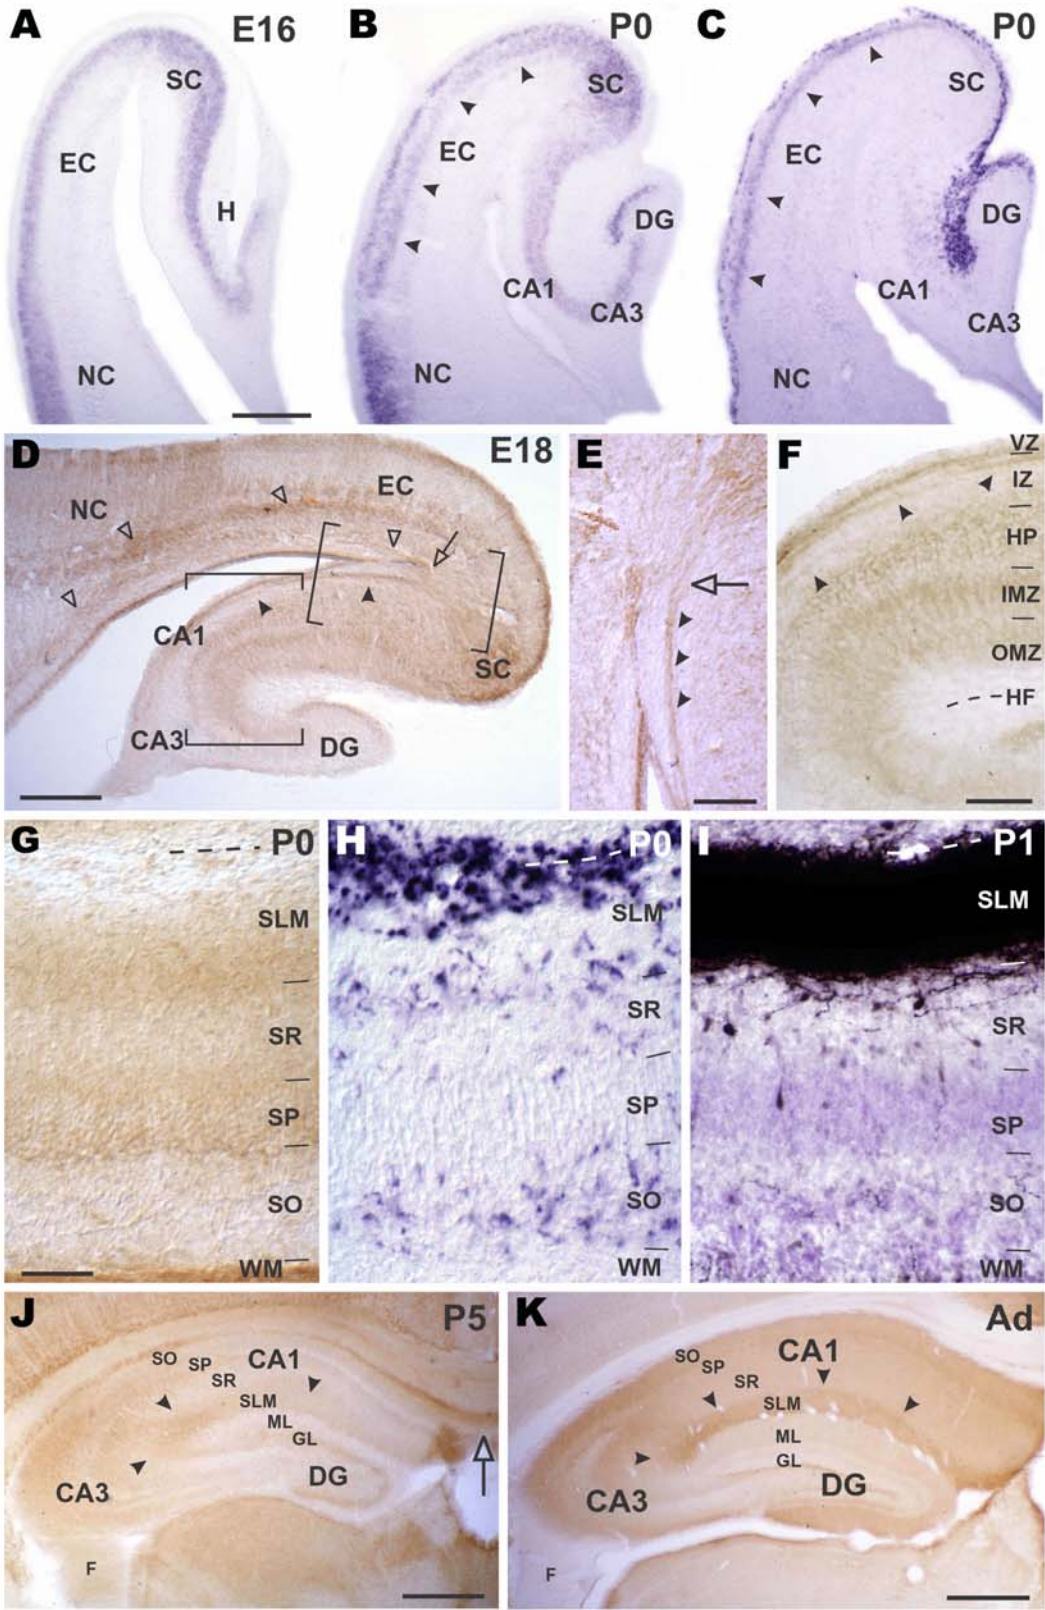 A E16
SC
EC
H
NC
B P0
SC
EC
DG
CA1
CA3
NC
C P0
SC
EC
DG
CA1
CA3
NC
D E18
EC
NC
CA1
SC
CA3
DG
E
F
VZ
IZ
HP
IMZ
OMZ
HF
G P0
SLM
SR
SP
SO
WM
H P0
SLM
SR
SP
SO
WM
I P1
SLM
SR
SP
SO
WM
J P5
SO SP CA1
SR
SLM
ML
GL
DG
CA3
F
K Ad
SO SP CA1
SR
SLM
ML
GL
DG
CA3
F